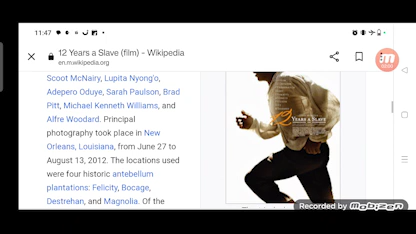 11:47
12 Years a Slave (film) - Wikipedia
en.m.wikipedia.org
Scoot McNairy, Lupita Nyong'o,
Adepero Oduye, Sarah Paulson, Brad
Pitt, Michael Kenneth Williams, and
Alfre Woodard. Principal
photography took place in New
Orleans, Louisiana, from June 27 to
August 13, 2012. The locations used
were four historic antebellum
plantations: Felicity, Bocage,
Destrehan, and Magnolia. Of the
YEARS A SLAVE
Recorded by Mobizen